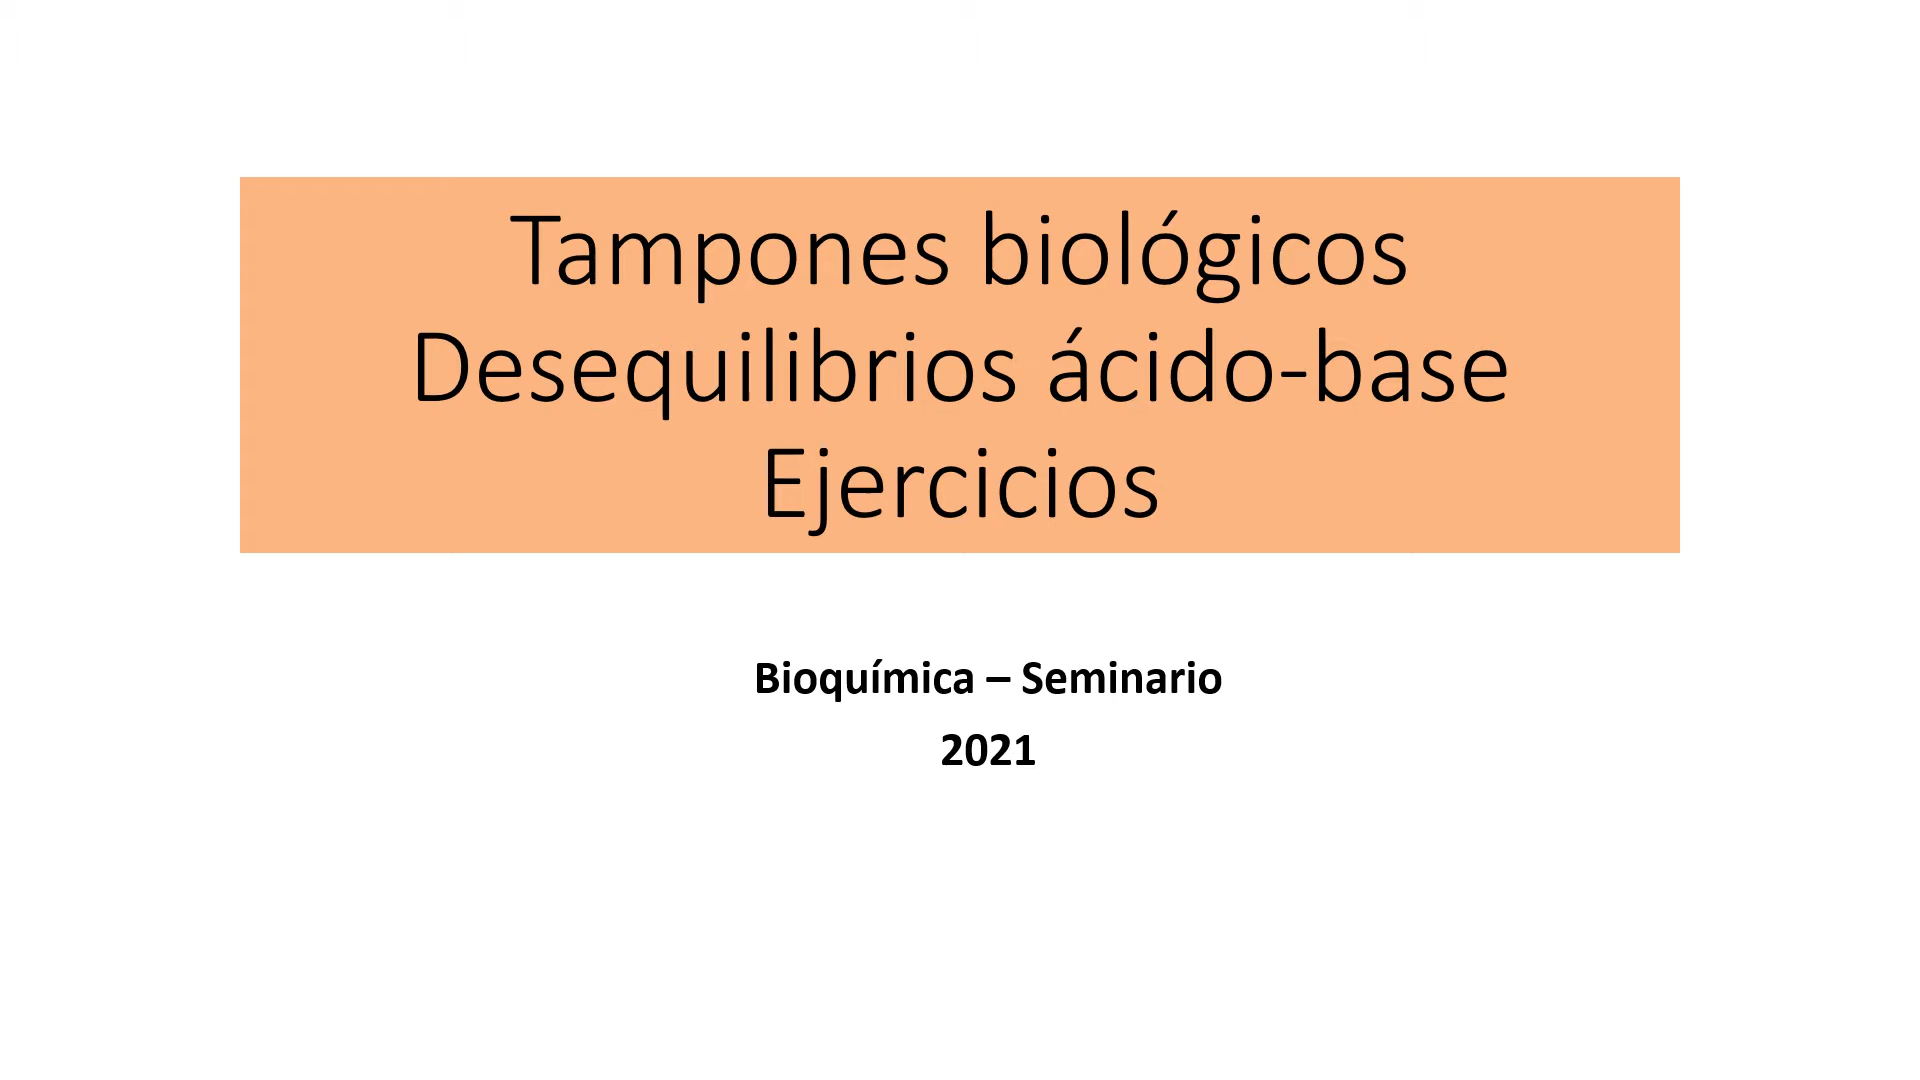 Tampones biológicos
Desequilibrios ácido-base
Ejercicios
Bioquímica – Seminario
2021